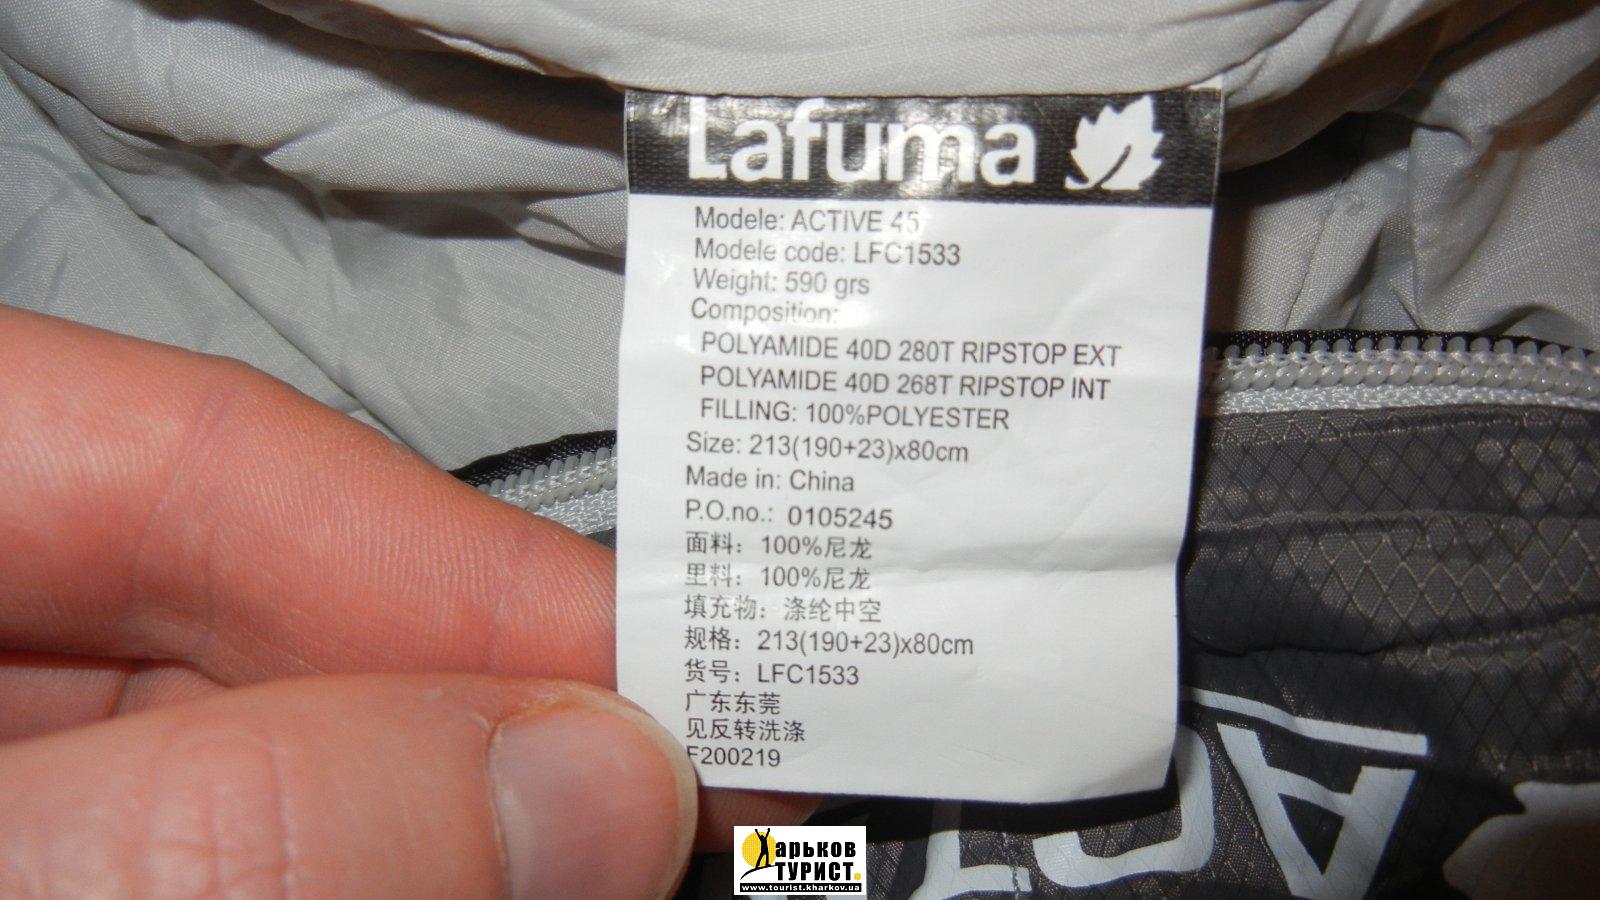 Lafuma
Modele: ACTIVE 45
Modele code: LFC1533
Weight: 590 grs
Composition:
POLYAMIDE 40D 280T RIPSTOP EXT
POLYAMIDE 40D 268T RIPSTOP INT
FILLING: 100%POLYESTER
Size: 213(190+23)x80cm
Made in: China
P.O.no.: 0105245
面料：100%尼龙
里料：100%尼龙
填充物：涤纶中空
规格：213(190+23)x80cm
货号：LFC1533
广东东莞
见反转洗涤
F200219
ACT
Харьков
ТУРИСТ.
www.tourist.kharkov.ua